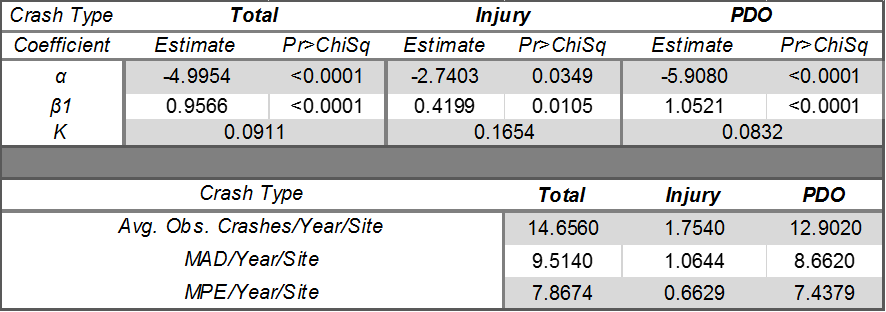 Crash Type Total Injury PDO
Coefficient Estimate Pr>ChiSq Estimate Pr>ChiSq Estimate Pr>ChiSq
α -4.9954 <0.0001 -2.7403 0.0349 -5.9080 <0.0001
β1 0.9566 <0.0001 0.4199 0.0105 1.0521 <0.0001
K 0.0911 0.1654 0.0832
Crash Type Total Injury PDO
Avg. Obs. Crashes/Year/Site 14.6560 1.7540 12.9020
MAD/Year/Site 9.5140 1.0644 8.6620
MPE/Year/Site 7.8674 0.6629 7.4379